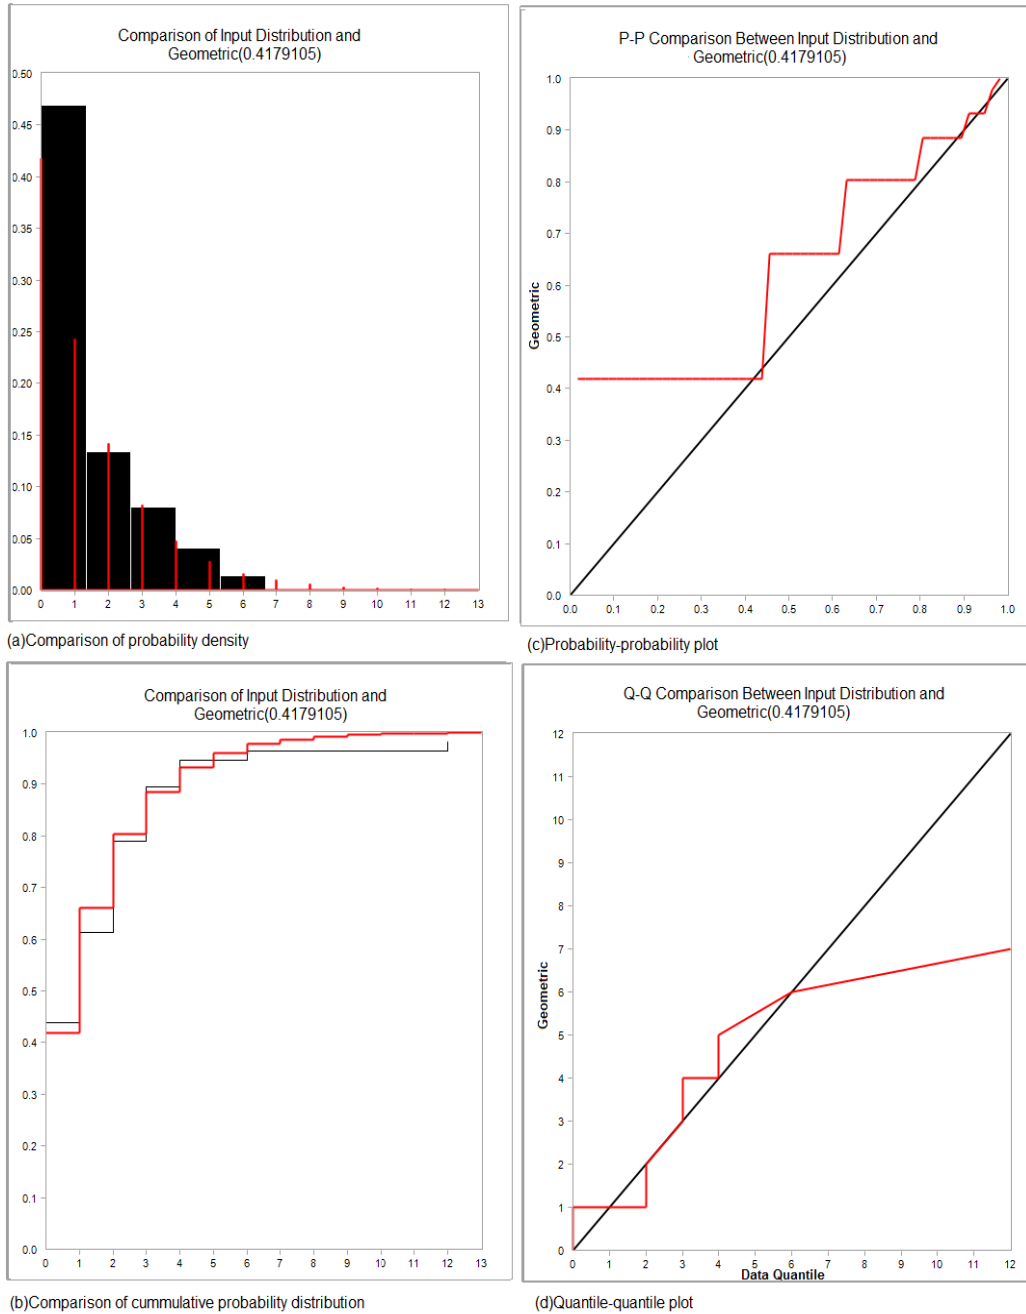 Comparison of Input Distribution and
Geometric(0.4179105)
0.50
0.45
0.40
0.35
0.30
0.25
0.20
0.15
0.10
0.05
0.00
0 1 2 3 4 5 6 7 8 9 10 11 12 13
(a)Comparison of probability density
P-P Comparison Between Input Distribution and
Geometric(0.4179105)
1.0
0.9
0.8
0.7
0.6
0.5
0.4
0.3
0.2
0.1
0.0 0.1 0.2 0.3 0.4 0.5 0.6 0.7 0.8 0.9 1.0
Geometric
(c)Probability-probability plot
Comparison of Input Distribution and
Geometric(0.4179105)
1.0
0.9
0.8
0.7
0.6
0.5
0.4
0.3
0.2
0.1
0.0
0 1 2 3 4 5 6 7 8 9 10 11 12 13
(b)Comparison of cummulative probability distribution
Q-Q Comparison Between Input Distribution and
Geometric(0.4179105)
12
11
10
9
8
7
6
5
4
3
2
1
0
0 1 2 3 4 5 6 7 8 9 10 11 12
Geometric
Data Quantile
(d)Quantile-quantile plot